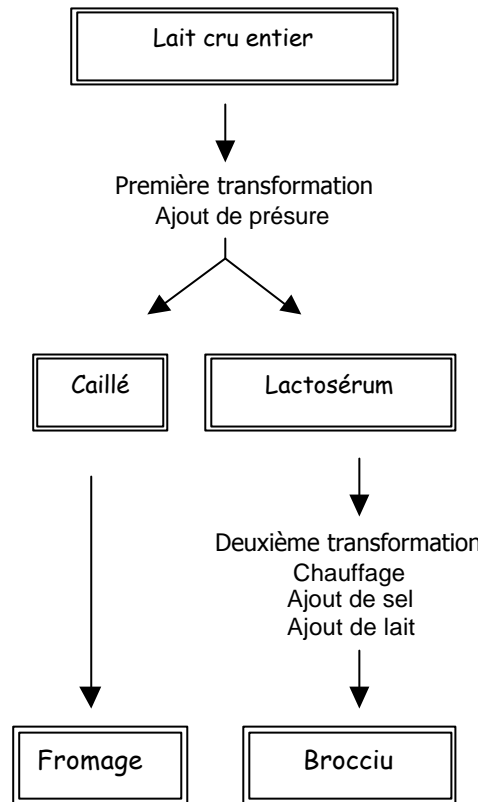 Lait cru entier
Première transformation
Ajout de présure
Caillé
Lactosérum
Deuxième transformation
Chauffage
Ajout de sel
Ajout de lait
Fromage
Brocciu